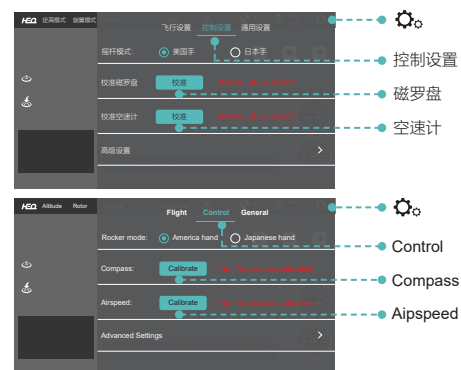 HEQ 定高模式 旋翼模式
飞行设置 控制设置 通用设置
摇杆模式: 美国手 日本手
控制设置
校准磁罗盘 校准
磁罗盘
校准空速计 校准
空速计
高级设置
HEQ Altitude Rotor
Flight Control General
Rocker mode: America hand Japanese hand
Control
Compass: Calibrate
Compass
Airspeed: Calibrate
Aipspeed
Advanced Settings